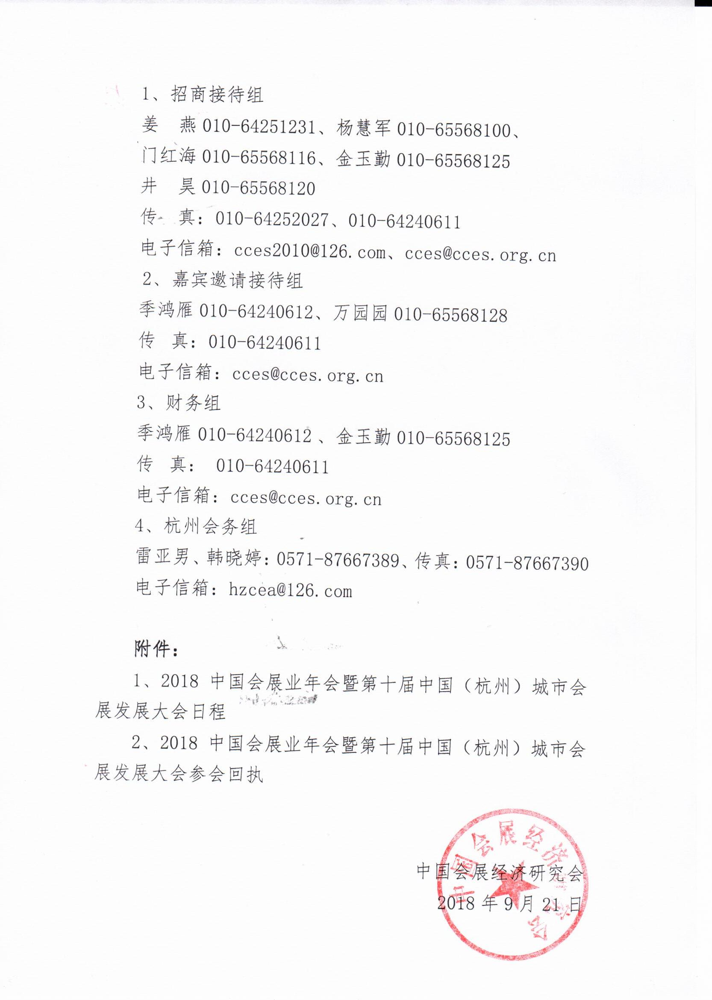 1、招商接待组
姜　燕 010-64251231、杨慧军 010-65568100、
门红海 010-65568116、金玉勤 010-65568125
井　昊 010-65568120
传　真：010-64252027、010-64240611
电子信箱：cces2010@126.com、cces@cces.org.cn
2、嘉宾邀请接待组
季鸿雁 010-64240612、万园园 010-65568128
传　真：010-64240611
电子信箱：cces@cces.org.cn
3、财务组
季鸿雁 010-64240612 、金玉勤 010-65568125
传　真： 010-64240611
电子信箱：cces@cces.org.cn
4、杭州会务组
雷亚男、韩晓婷：0571-87667389、传真：0571-87667390
电子信箱：hzcea@126.com
附件：
1、2018 中国会展业年会暨第十届中国（杭州）城市会
展发展大会日程
2、2018 中国会展业年会暨第十届中国（杭州）城市会
展发展大会参会回执
中国会展经济研究会
2018 年 9 月 21 日
中国会展经济研究会